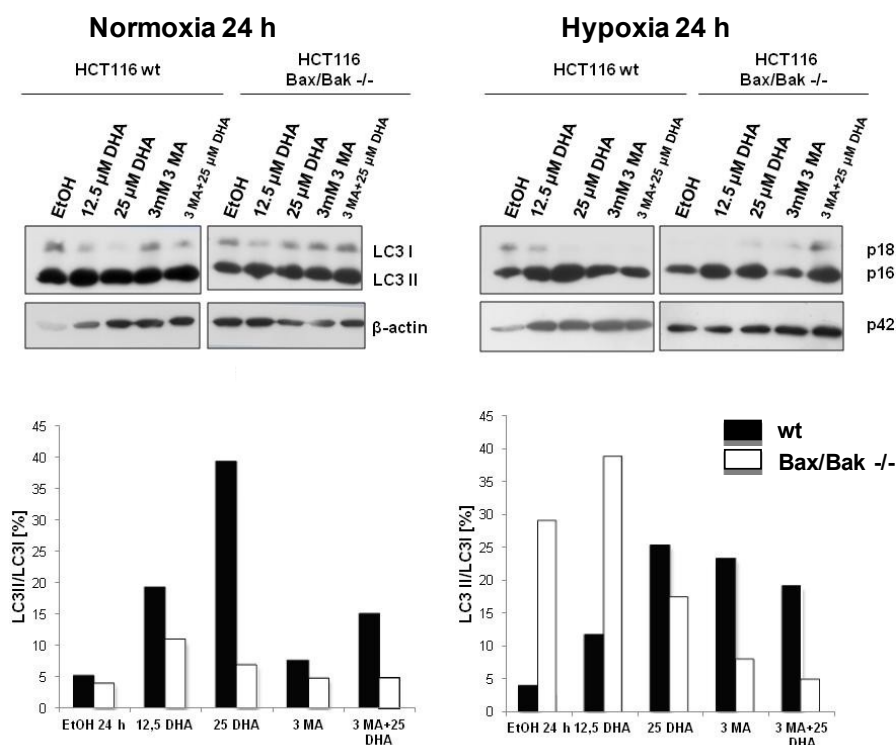 Normoxia 24 h
HCT116 wt
HCT116
Bax/Bak -/-
EtOH
12.5 µM DHA
25 µM DHA
3mM 3 MA
3 MA+25 µM DHA
EtOH
12.5 µM DHA
25 µM DHA
3mM 3 MA
3 MA+25 µM DHA
LC3 I
LC3 II
β-actin
Hypoxia 24 h
HCT116 wt
HCT116
Bax/Bak -/-
EtOH
12.5 µM DHA
25 µM DHA
3mM 3 MA
3 MA+25 µM DHA
EtOH
12.5 µM DHA
25 µM DHA
3mM 3 MA
3 MA+25 µM DHA
p18
p16
p42
LC3II/LC3I [%]
45
40
35
30
25
20
15
10
5
0
EtOH 24 h
12,5 DHA
25 DHA
3 MA
3 MA+25
DHA
LC3 II/LC3I [%]
45
40
35
30
25
20
15
10
5
0
EtOH 24 h
12,5 DHA
25 DHA
3 MA
3 MA+25
DHA
wt
Bax/Bak -/-